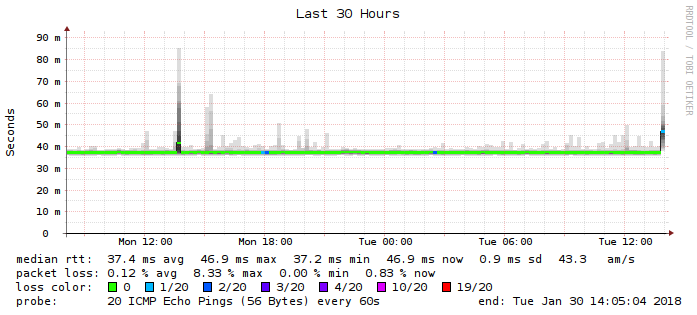 Last 30 Hours
RRDTOOL / TOBI OETIKER
Seconds
90 m
80 m
70 m
60 m
50 m
40 m
30 m
20 m
10 m
0
Mon 12:00 Mon 18:00 Tue 00:00 Tue 06:00 Tue 12:00
median rtt: 37.4 ms avg 46.9 ms max 37.2 ms min 46.9 ms now 0.9 ms sd 43.3 am/s
packet loss: 0.12 % avg 8.33 % max 0.00 % min 0.83 % now
loss color: 0 1/20 2/20 3/20 4/20 10/20 19/20
probe: 20 ICMP Echo Pings (56 Bytes) every 60s end: Tue Jan 30 14:05:04 2018